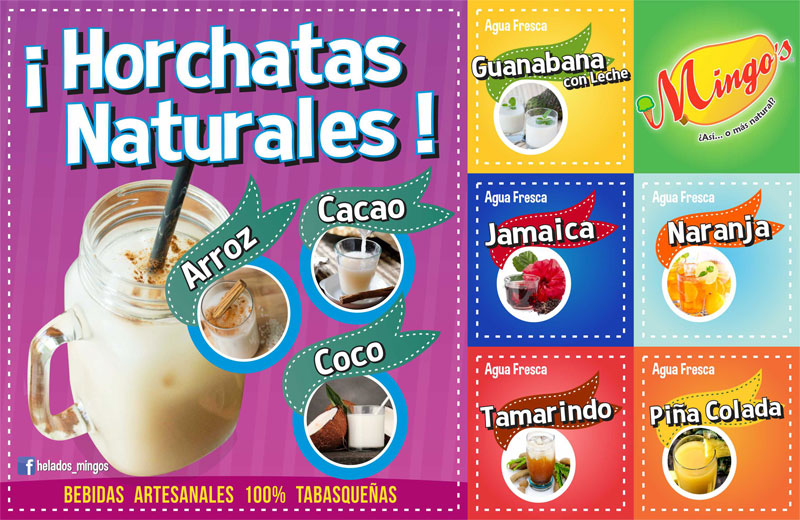 ¡ Horchatas
Naturales !
Arroz
Cacao
Coco
helados_mingos
BEBIDAS ARTESANALES 100% TABASQUEÑAS
Agua Fresca
Guanabana
con Leche
Mingo's
¿Así... o más natural?
Agua Fresca
Jamaica
Agua Fresca
Naranja
Agua Fresca
Tamarindo
Agua Fresca
Piña Colada